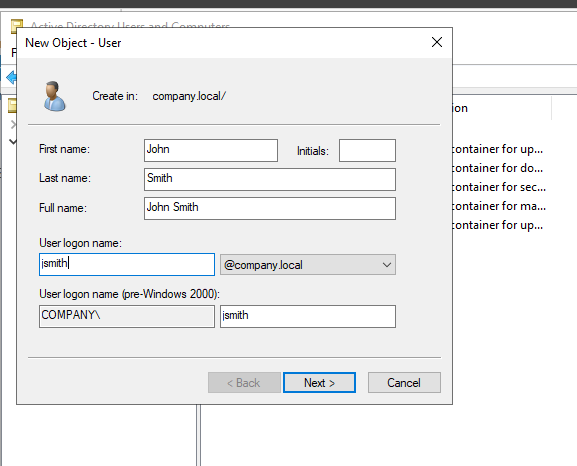 Active Directory Users and Computers
New Object - User
Create in: company.local/
First name: John Initials:
Last name: Smith
Full name: John Smith
User logon name:
jsmith @company.local
User logon name (pre-Windows 2000):
COMPANY\ jsmith
< Back Next > Cancel
container for up...
container for do...
container for sec...
container for ma...
container for up...